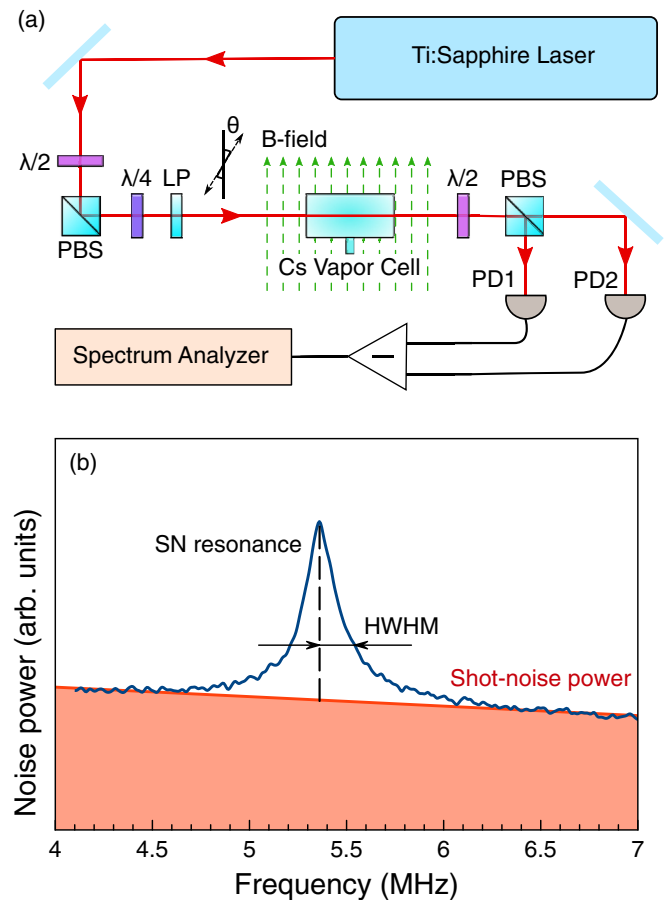 (a)
Ti:Sapphire Laser
θ
B-field
λ/2
λ/4 LP
λ/2 PBS
PBS
Cs Vapor Cell
PD1 PD2
Spectrum Analyzer
(b)
SN resonance
HWHM
Shot-noise power
Noise power (arb. units)
4 4.5 5 5.5 6 6.5 7
Frequency (MHz)